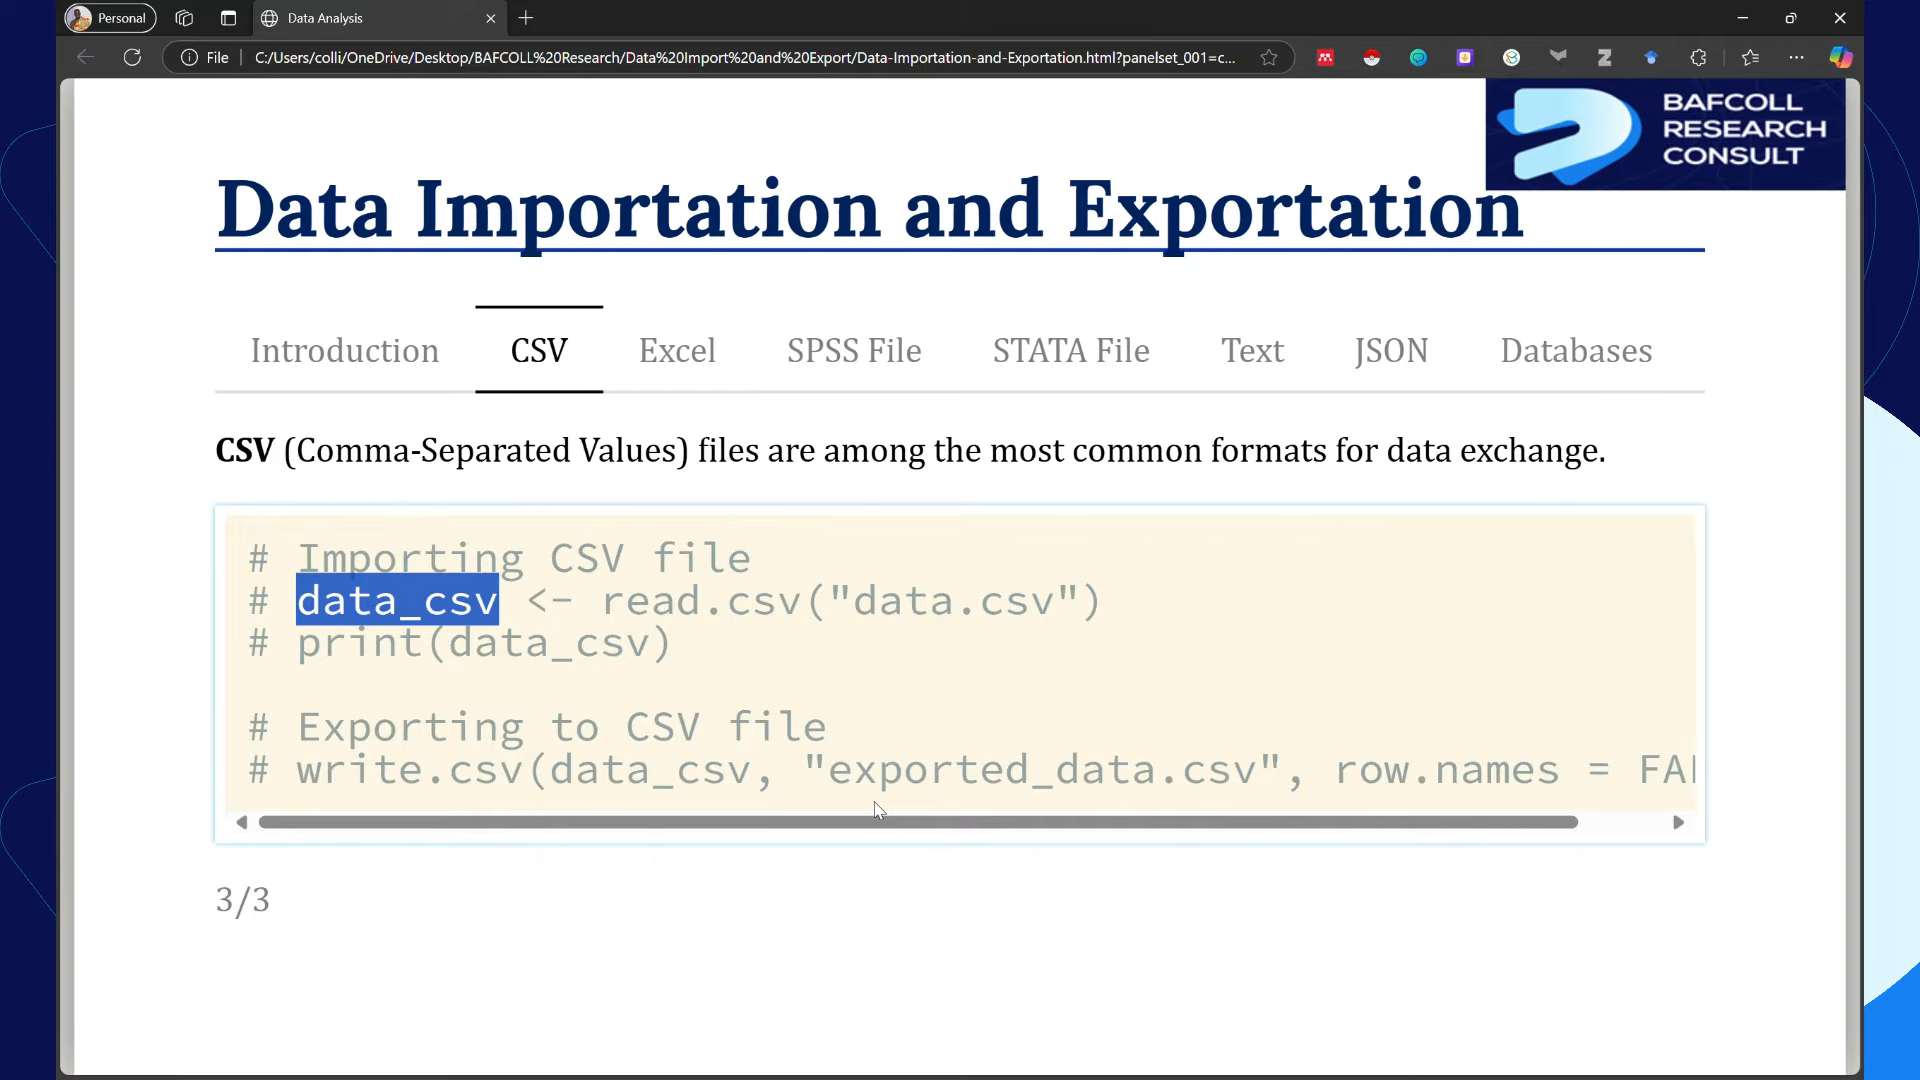 Personal
Data Analysis
File
C:/Users/colli/OneDrive/Desktop/BAFCOLL%20Research/Data%20Import%20and%20Export/Data-Importation-and-Exportation.html?panelset_001=c...
BAFCOLL
RESEARCH
CONSULT
Data Importation and Exportation
Introduction CSV Excel SPSS File STATA File Text JSON Databases
CSV (Comma-Separated Values) files are among the most common formats for data exchange.
# Importing CSV file
# data_csv <- read.csv("data.csv")
# print(data_csv)
# Exporting to CSV file
# write.csv(data_csv, "exported_data.csv", row.names = FAL
3/3